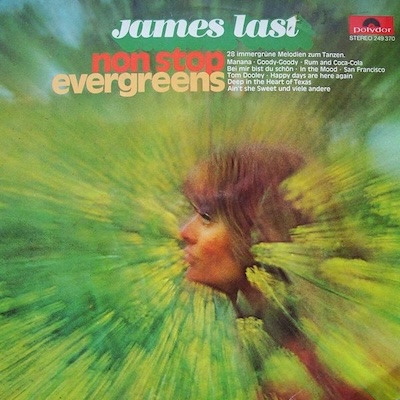 james last
Polydor
STEREO 249 370
non stop
evergreens
28 immergrüne Melodien zum Tanzen.
Manana · Goody-Goody · Rum and Coca-Cola
Bei mir bist du schön · In the Mood · San Francisco
Tom Dooley · Happy days are here again
Deep in the Heart of Texas
Ain't she Sweet und viele andere